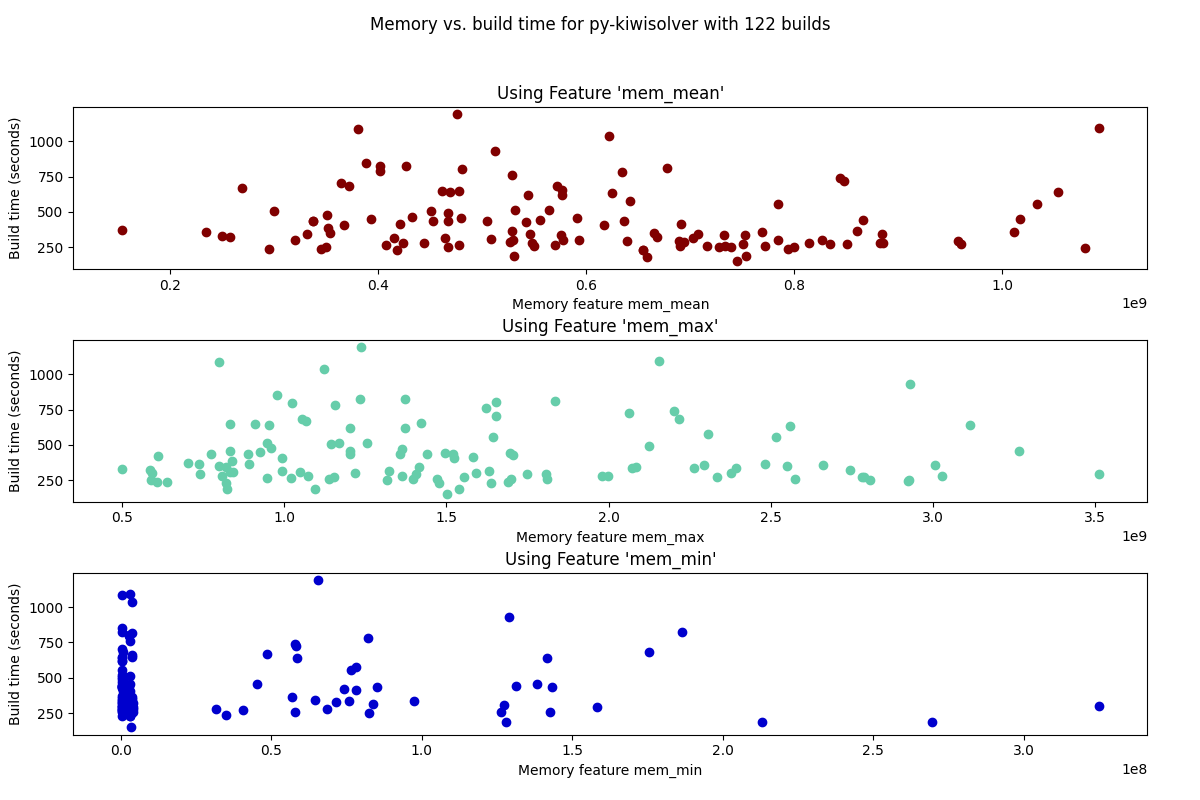 Memory vs. build time for py-kiwisolver with 122 builds
Using Feature 'mem_mean'
Build time (seconds)
1000
750
500
250
0.2 0.4 0.6 0.8 1.0
1e9
Memory feature mem_mean
Using Feature 'mem_max'
Build time (seconds)
1000
750
500
250
0.5 1.0 1.5 2.0 2.5 3.0 3.5
1e9
Memory feature mem_max
Using Feature 'mem_min'
Build time (seconds)
1000
750
500
250
0.0 0.5 1.0 1.5 2.0 2.5 3.0
1e8
Memory feature mem_min